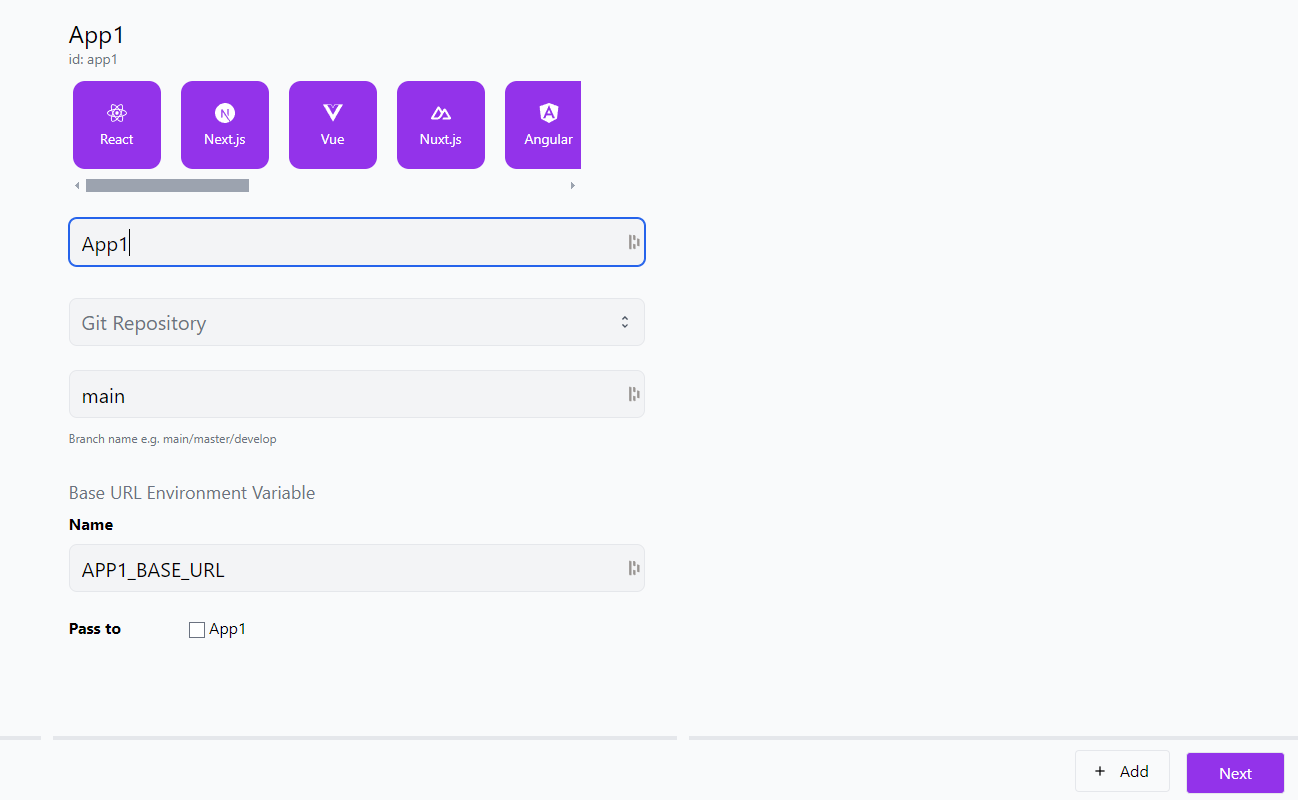 App1
id: app1
React Next.js Vue Nuxt.js Angular
App1
Git Repository
main
Branch name e.g. main/master/develop
Base URL Environment Variable
Name
APP1_BASE_URL
Pass to App1
+ Add Next